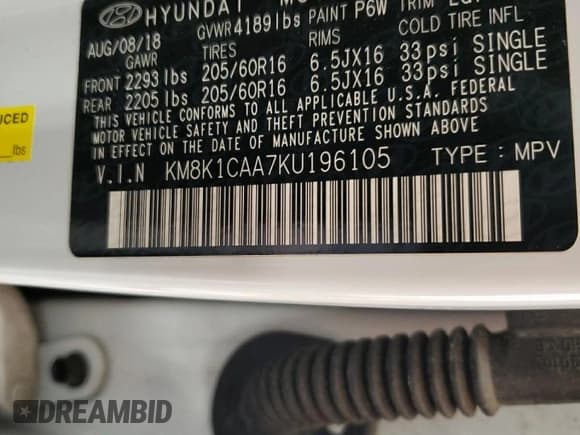 HYUNDAI
AUG/08/18
GVWR 4189 lbs
PAINT P6W
TRIM
GAWR
TIRES
RIMS
COLD TIRE INFL
FRONT 2293 lbs 205/60R16 6.5JX16 33psi SINGLE
REAR 2205 lbs 205/60R16 6.5JX16 33psi SINGLE
THIS VEHICLE CONFORMS TO ALL APPLICABLE U.S.A. FEDERAL
MOTOR VEHICLE SAFETY AND THEFT PREVENTION STANDARDS IN EFFECT
ON THE DATE OF MANUFACTURE SHOWN ABOVE.
V.I.N KM8K1CAA7KU196105 TYPE : MPV
UCED
lbs
DREAMBID